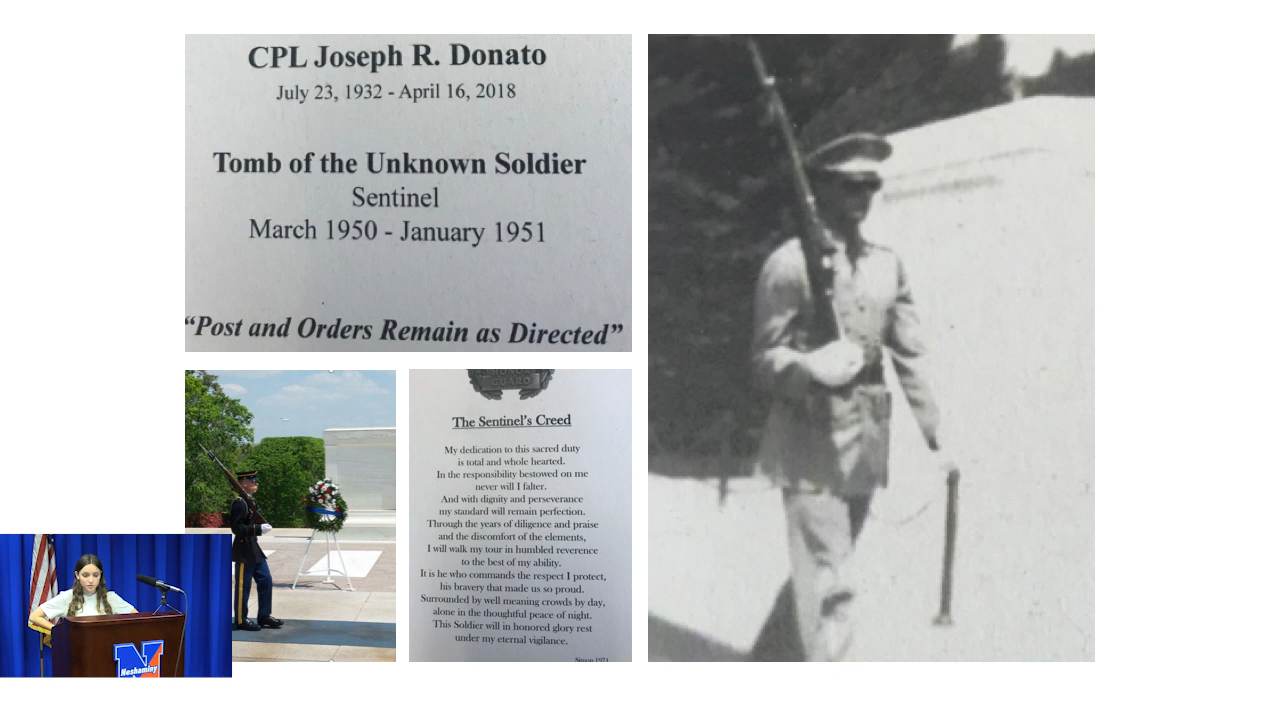 CPL Joseph R. Donato
July 23, 1932 - April 16, 2018
Tomb of the Unknown Soldier
Sentinel
March 1950 - January 1951
“Post and Orders Remain as Directed”
GUARD
The Sentinel's Creed
My dedication to this sacred duty
is total and whole hearted.
In the responsibility bestowed on me
never will I falter.
And with dignity and perseverance
my standard will remain perfection.
Through the years of diligence and praise
and the discomfort of the elements,
I will walk my tour in humbled reverence
to the best of my ability.
It is he who commands the respect I protect,
his bravery that made us so proud.
Surrounded by well meaning crowds by day,
alone in the thoughtful peace of night.
This Soldier will in honored glory rest
under my eternal vigilance.
Simon 1971
N
Neshaminy